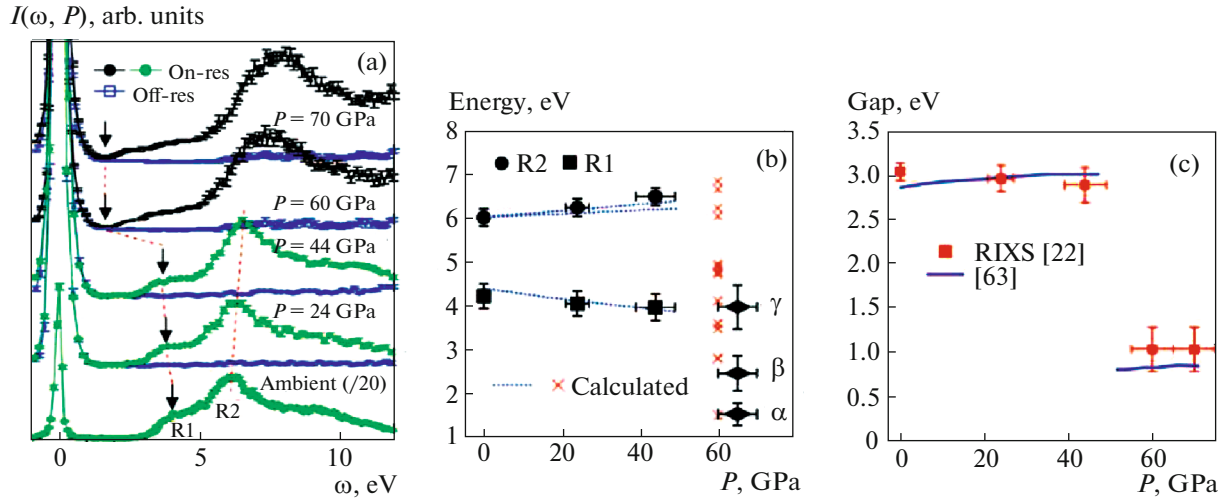 I(ω, P), arb. units
(a)
On-res
Off-res
P = 70 GPa
P = 60 GPa
P = 44 GPa
P = 24 GPa
Ambient (/20)
R1
R2
0
5
10
ω, eV
Energy, eV
8
7
6
5
4
3
2
1
(b)
R2
R1
γ
β
α
Calculated
0
20
40
60
P, GPa
Gap, eV
3.5
3.0
2.5
2.0
1.5
1.0
0.5
0
(c)
RIXS [22]
[63]
0
20
40
60
P, GPa